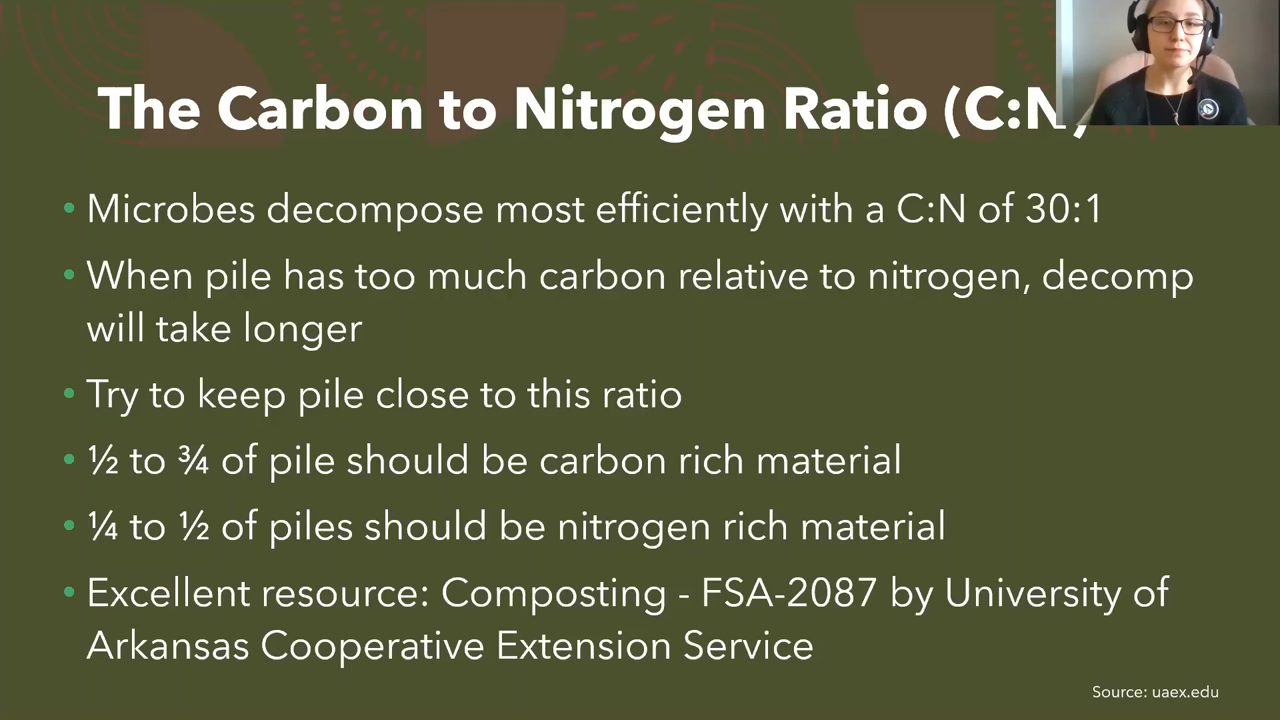 The Carbon to Nitrogen Ratio (C:N)
• Microbes decompose most efficiently with a C:N of 30:1
• When pile has too much carbon relative to nitrogen, decomp
will take longer
• Try to keep pile close to this ratio
• ½ to ¾ of pile should be carbon rich material
• ¼ to ½ of piles should be nitrogen rich material
• Excellent resource: Composting - FSA-2087 by University of
Arkansas Cooperative Extension Service
Source: uaex.edu